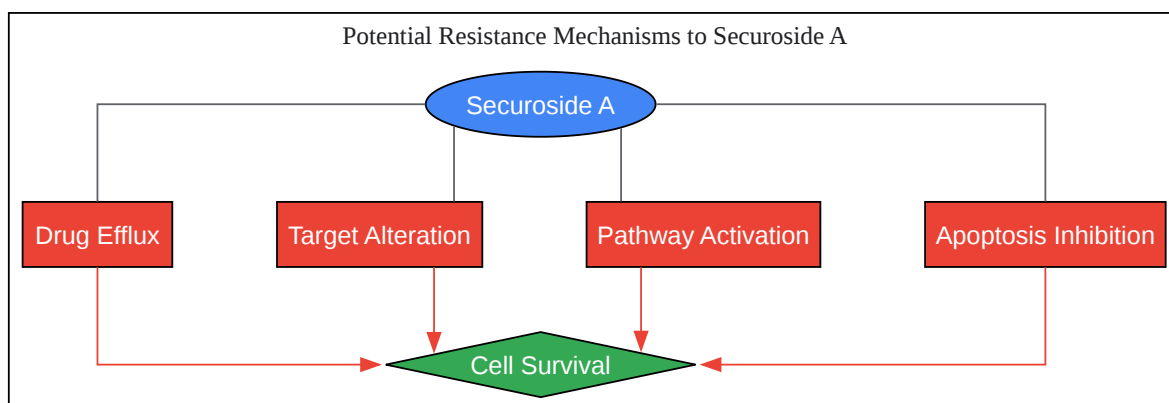 Potential Resistance Mechanisms to Securoside A
Securoside A
Drug Efflux
Target Alteration
Pathway Activation
Apoptosis Inhibition
Cell Survival